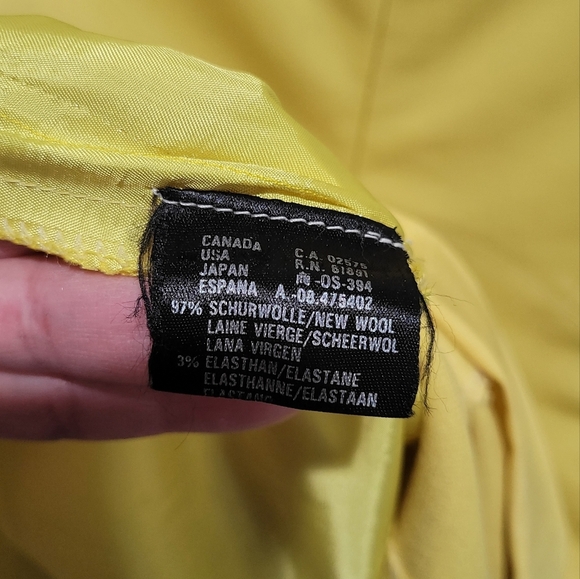 CANADA C.A. 02575
USA R.N. 61891
JAPAN -OS-394
ESPANA A.-08.475402
97% SCHURWOLLE/NEW WOOL
LAINE VIERGE/SCHEERWOL
LANA VIRGEN
3% ELASTHAN/ELASTANE
ELASTHANNE/ELASTAAN